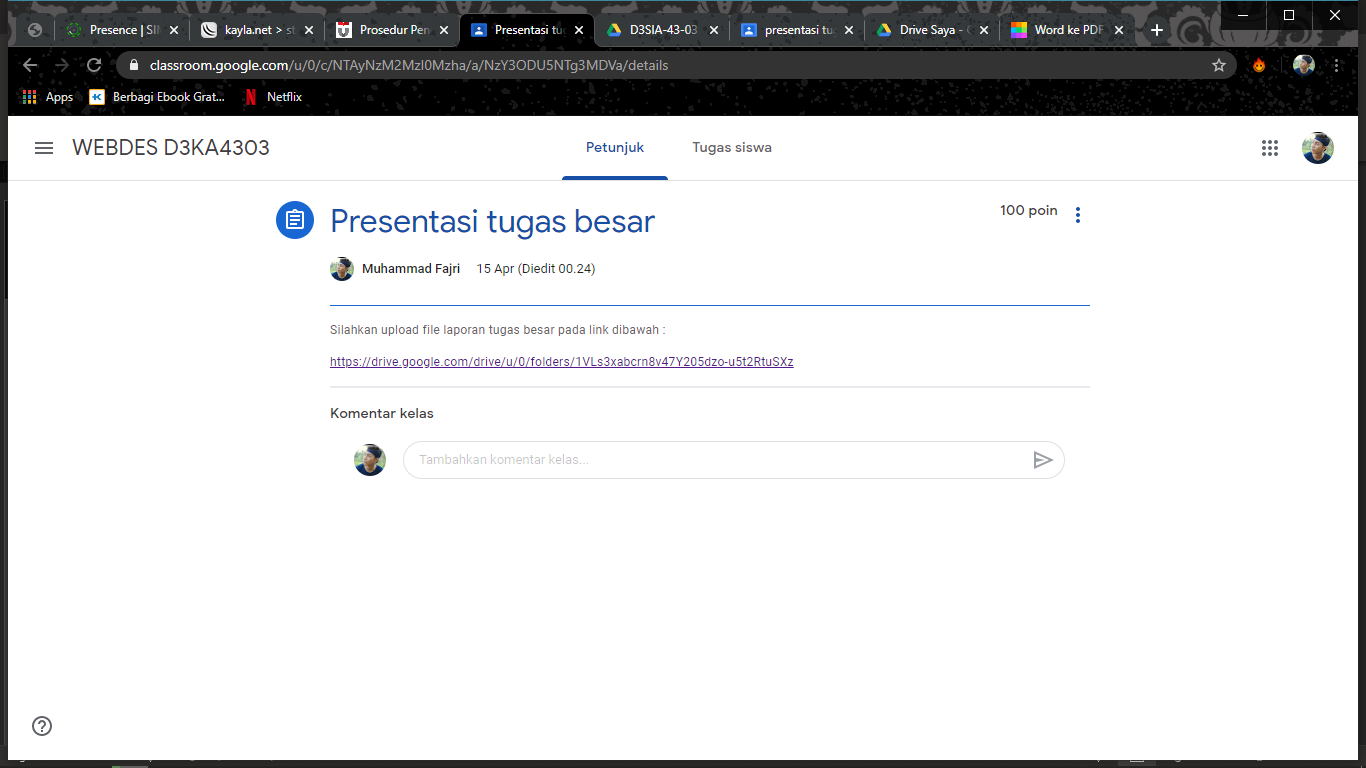 Presence | SI
kayla.net > st
Prosedur Pen
Presentasi tu
D3SIA-43-03
presentasi tu
Drive Saya -
Word ke PDF
classroom.google.com/u/0/c/NTAyNzM2MzI0Mzha/a/NzY3ODU5NTg3MDVa/details
Apps
Berbagi Ebook Grat...
Netflix
WEBDES D3KA4303
Petunjuk
Tugas siswa
Presentasi tugas besar
100 poin
Muhammad Fajri 15 Apr (Diedit 00.24)
Silahkan upload file laporan tugas besar pada link dibawah :
https://drive.google.com/drive/u/0/folders/1VLs3xabcrn8v47Y205dzo-u5t2RtuSXz
Komentar kelas
Tambahkan komentar kelas...